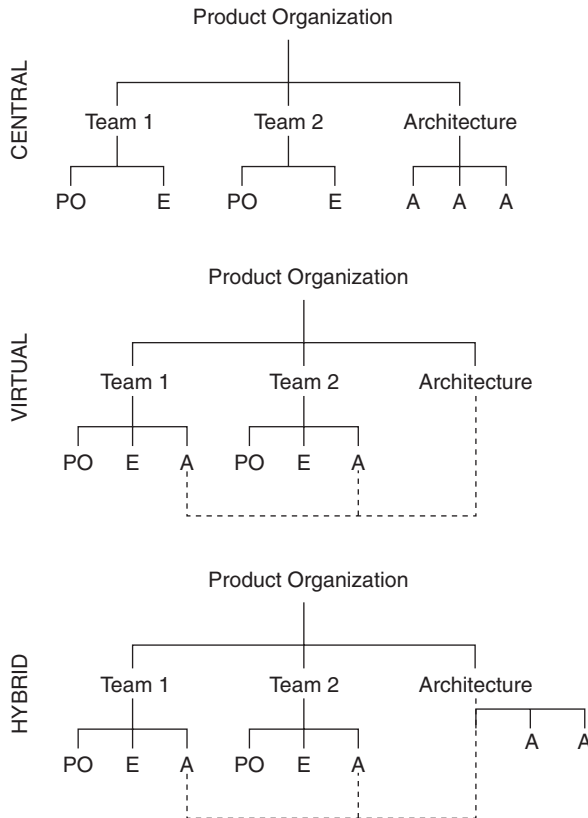 Product Organization
CENTRAL
Team 1 Team 2 Architecture
PO E PO E A A A
Product Organization
VIRTUAL
Team 1 Team 2 Architecture
PO E A PO E A
Product Organization
HYBRID
Team 1 Team 2 Architecture
A A
PO E A PO E A